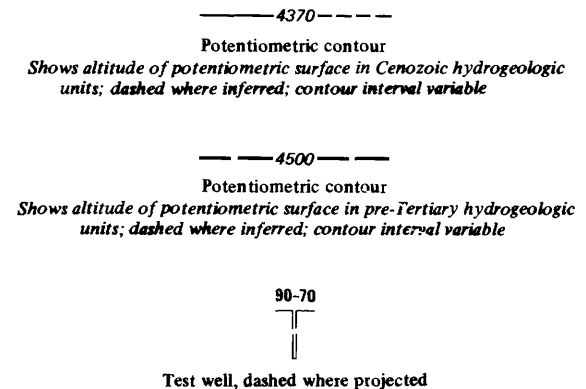 4370
Potentiometric contour
Shows altitude of potentiometric surface in Cenozoic hydrogeologic
units; dashed where inferred; contour interval variable
4500
Potentiometric contour
Shows altitude of potentiometric surface in pre-Tertiary hydrogeologic
units; dashed where inferred; contour interval variable
90-70
Test well, dashed where projected